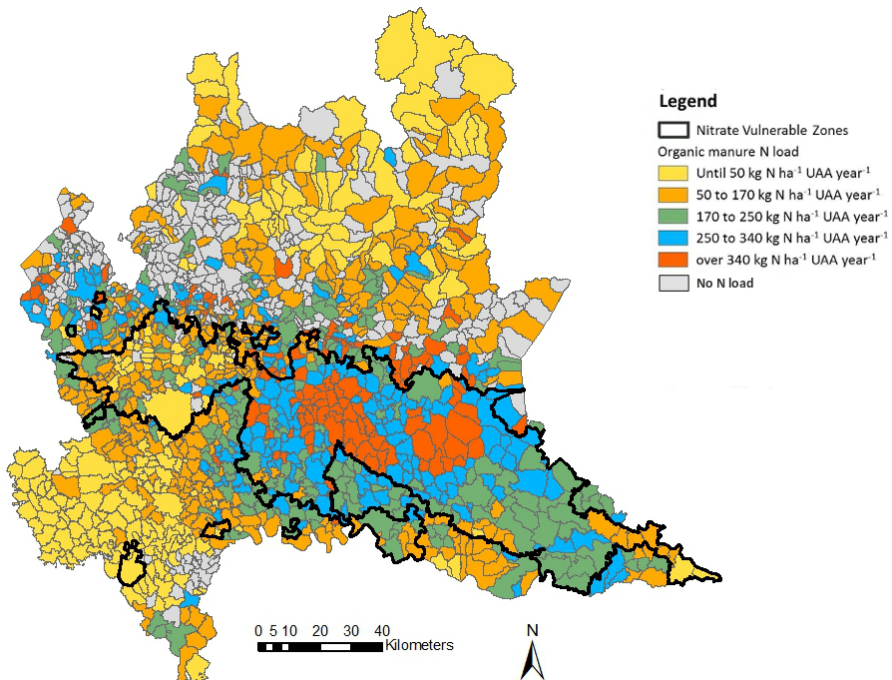 Legend
Nitrate Vulnerable Zones
Organic manure N load
Until 50 kg N ha⁻¹ UAA year⁻¹
50 to 170 kg N ha⁻¹ UAA year⁻¹
170 to 250 kg N ha⁻¹ UAA year⁻¹
250 to 340 kg N ha⁻¹ UAA year⁻¹
over 340 kg N ha⁻¹ UAA year⁻¹
No N load
0 5 10 20 30 40
Kilometers
N